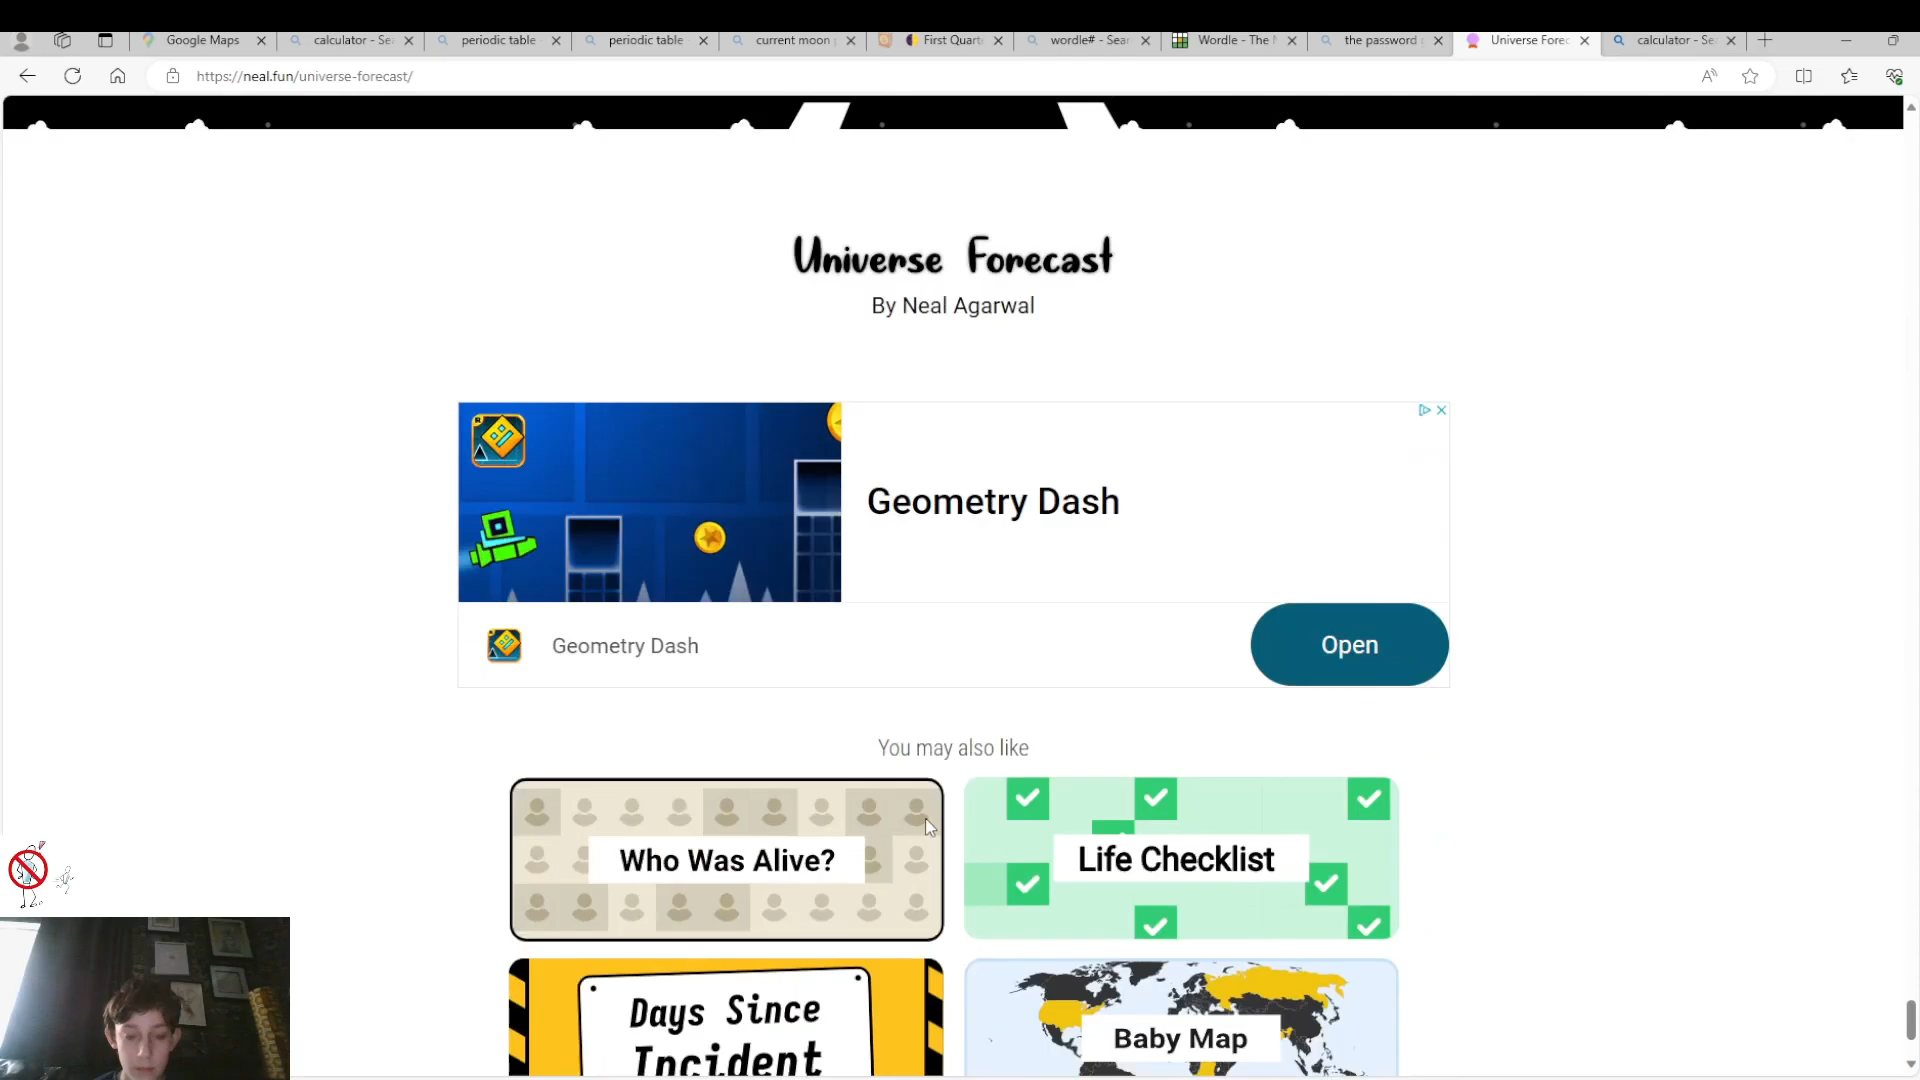 Google Maps
calculator - Se
periodic table
periodic table
current moon
First Quart
wordle# - Sear
Wordle - The N
the password
Universe Forec
calculator - Se
https://neal.fun/universe-forecast/
Universe Forecast
By Neal Agarwal
Geometry Dash
Geometry Dash
Open
You may also like
Who Was Alive?
Life Checklist
Days Since
Incident
Baby Map